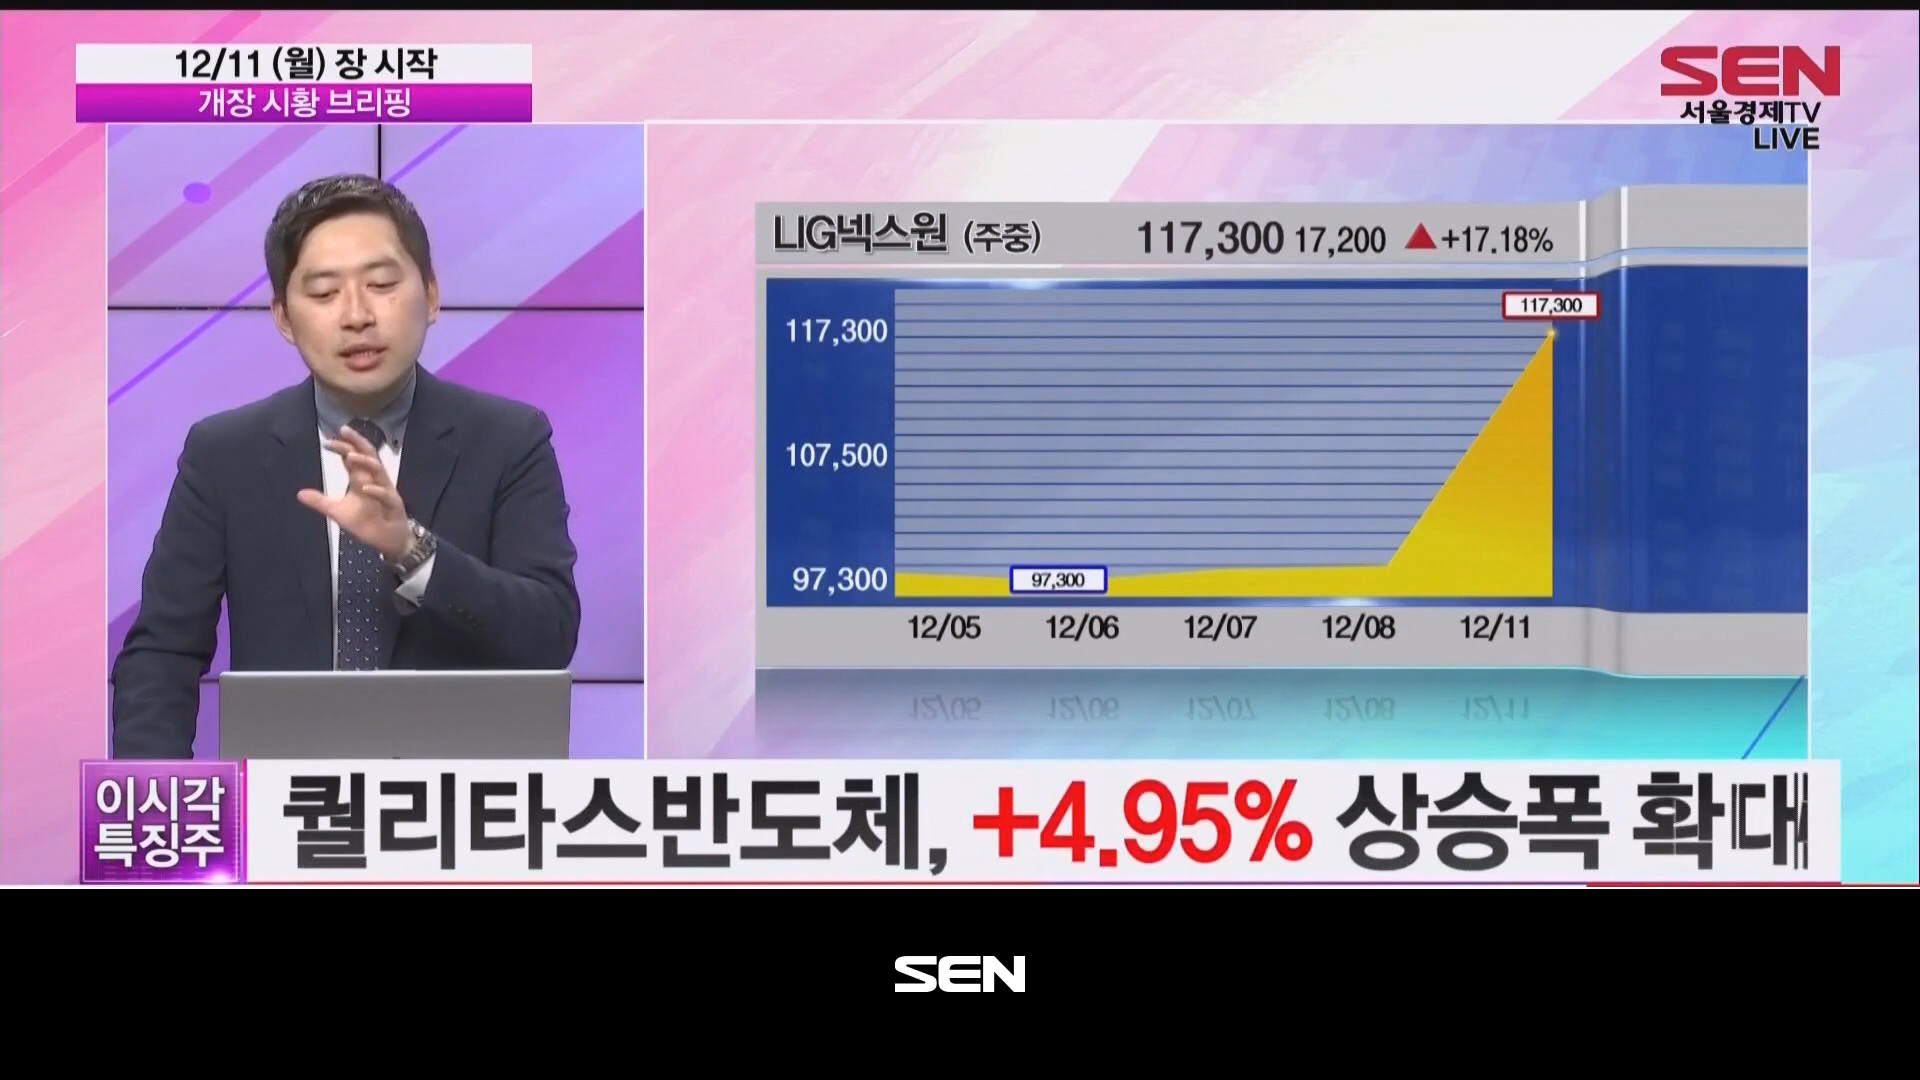 12/11 (월) 장 시작
개장 시황 브리핑
SEN
서울경제TV
LIVE
LIG넥스원 (주중) 117,300 17,200 ▲+17.18%
117,300
117,300
107,500
97,300
97,300
12/05 12/06 12/07 12/08 12/11
이시각
특징주
퀄리타스반도체, +4.95% 상승폭 확대
SEN